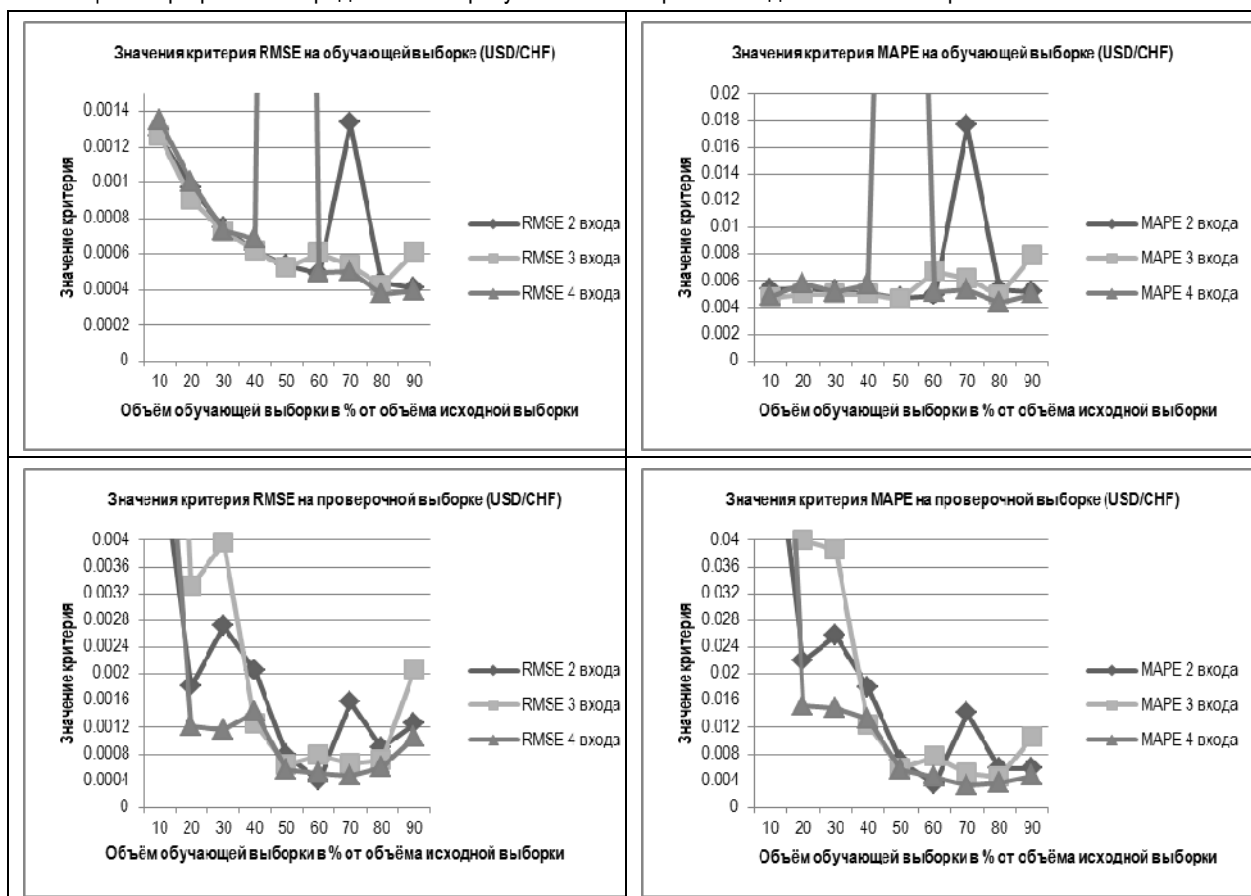 Значения критерия RMSE на обучающей выборке (USD/CHF)
Значение критерия
0.0014
0.0012
0.001
0.0008
0.0006
0.0004
0.0002
0
10 20 30 40 50 60 70 80 90
Объём обучающей выборки в % от объёма исходной выборки
RMSE 2 входа
RMSE 3 входа
RMSE 4 входа
Значения критерия MAPE на обучающей выборке (USD/CHF)
Значение критерия
0.02
0.018
0.016
0.014
0.012
0.01
0.008
0.006
0.004
0.002
0
10 20 30 40 50 60 70 80 90
Объём обучающей выборки в % от объёма исходной выборки
MAPE 2 входа
MAPE 3 входа
MAPE 4 входа
Значения критерия RMSE на проверочной выборке (USD/CHF)
Значение критерия
0.004
0.0036
0.0032
0.0028
0.0024
0.002
0.0016
0.0012
0.0008
0.0004
0
10 20 30 40 50 60 70 80 90
Объём обучающей выборки в % от объёма исходной выборки
RMSE 2 входа
RMSE 3 входа
RMSE 4 входа
Значения критерия MAPE на проверочной выборке (USD/CHF)
Значение критерия
0.04
0.036
0.032
0.028
0.024
0.02
0.016
0.012
0.008
0.004
0
10 20 30 40 50 60 70 80 90
Объём обучающей выборки в % от объёма исходной выборки
MAPE 2 входа
MAPE 3 входа
MAPE 4 входа